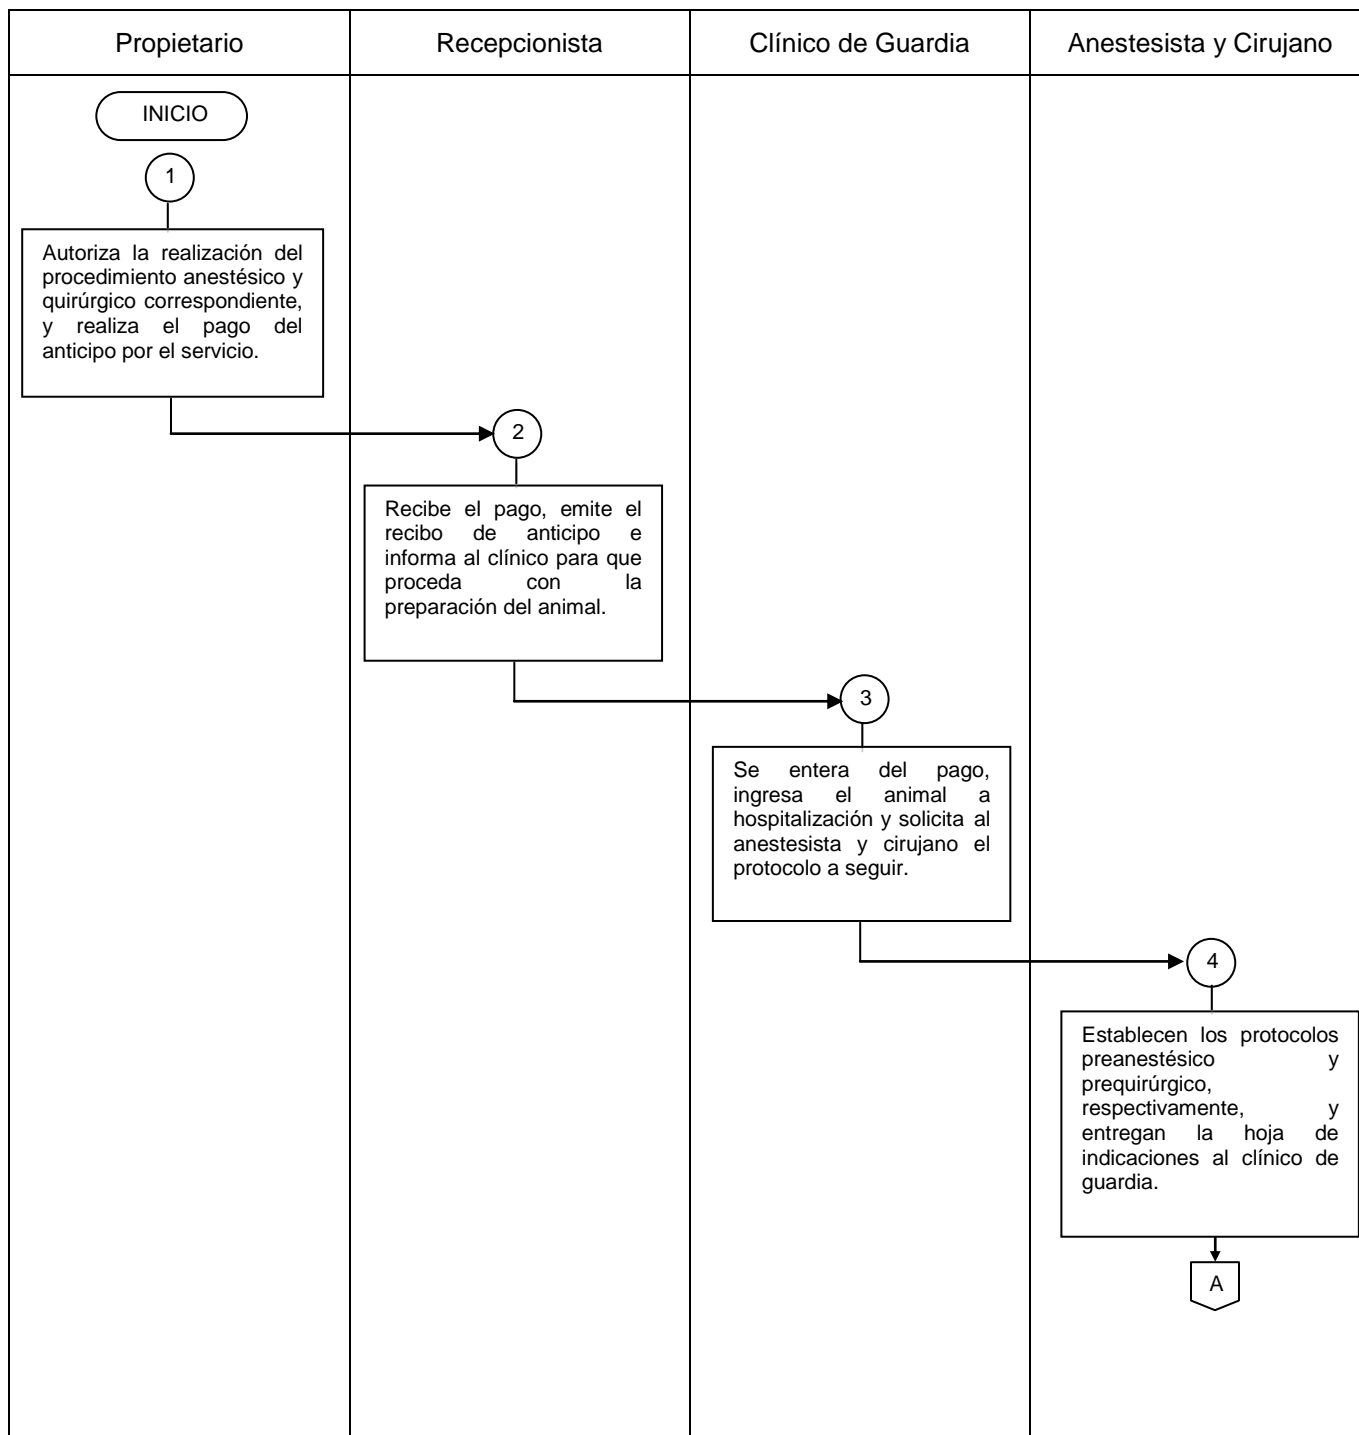 Propietario
Recepcionista
Clínico de Guardia
Anestesista y Cirujano
INICIO
1
Autoriza la realización del
procedimiento anestésico y
quirúrgico correspondiente,
y realiza el pago del
anticipo por el servicio.
2
Recibe el pago, emite el
recibo de anticipo e
informa al clínico para que
proceda con la
preparación del animal.
3
Se entera del pago,
ingresa el animal a
hospitalización y solicita al
anestesista y cirujano el
protocolo a seguir.
4
Establecen los protocolos
preanestésico y
prequirúrgico,
respectivamente, y
entregan la hoja de
indicaciones al clínico de
guardia.
A